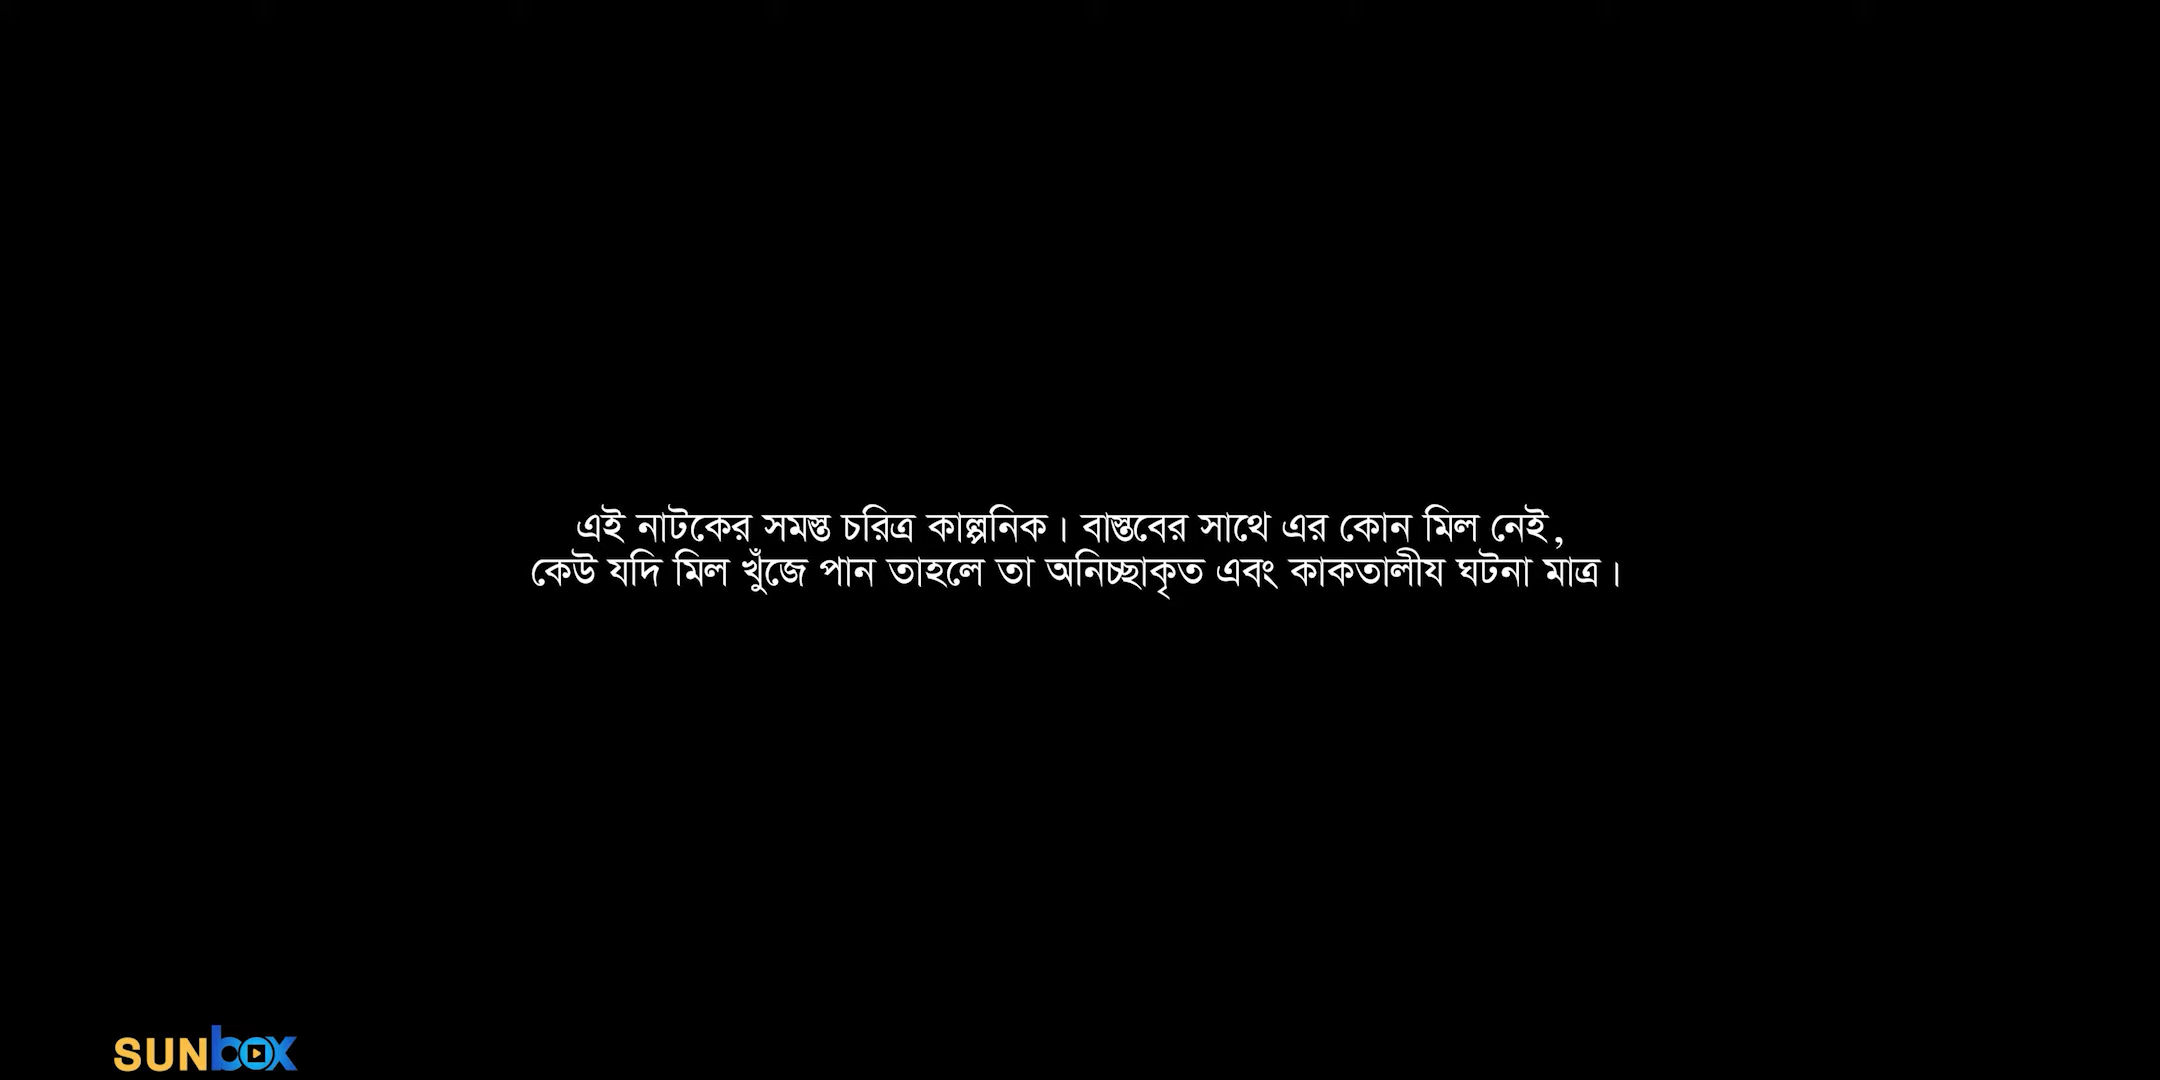 এই নাটকের সমস্ত চরিত্র কাল্পনিক। বাস্তবের সাথে এর কোন মিল নেই,
কেউ যদি মিল খুঁজে পান তাহলে তা অনিচ্ছাকৃত এবং কাকতালীয ঘটনা মাত্র।
SUNbox